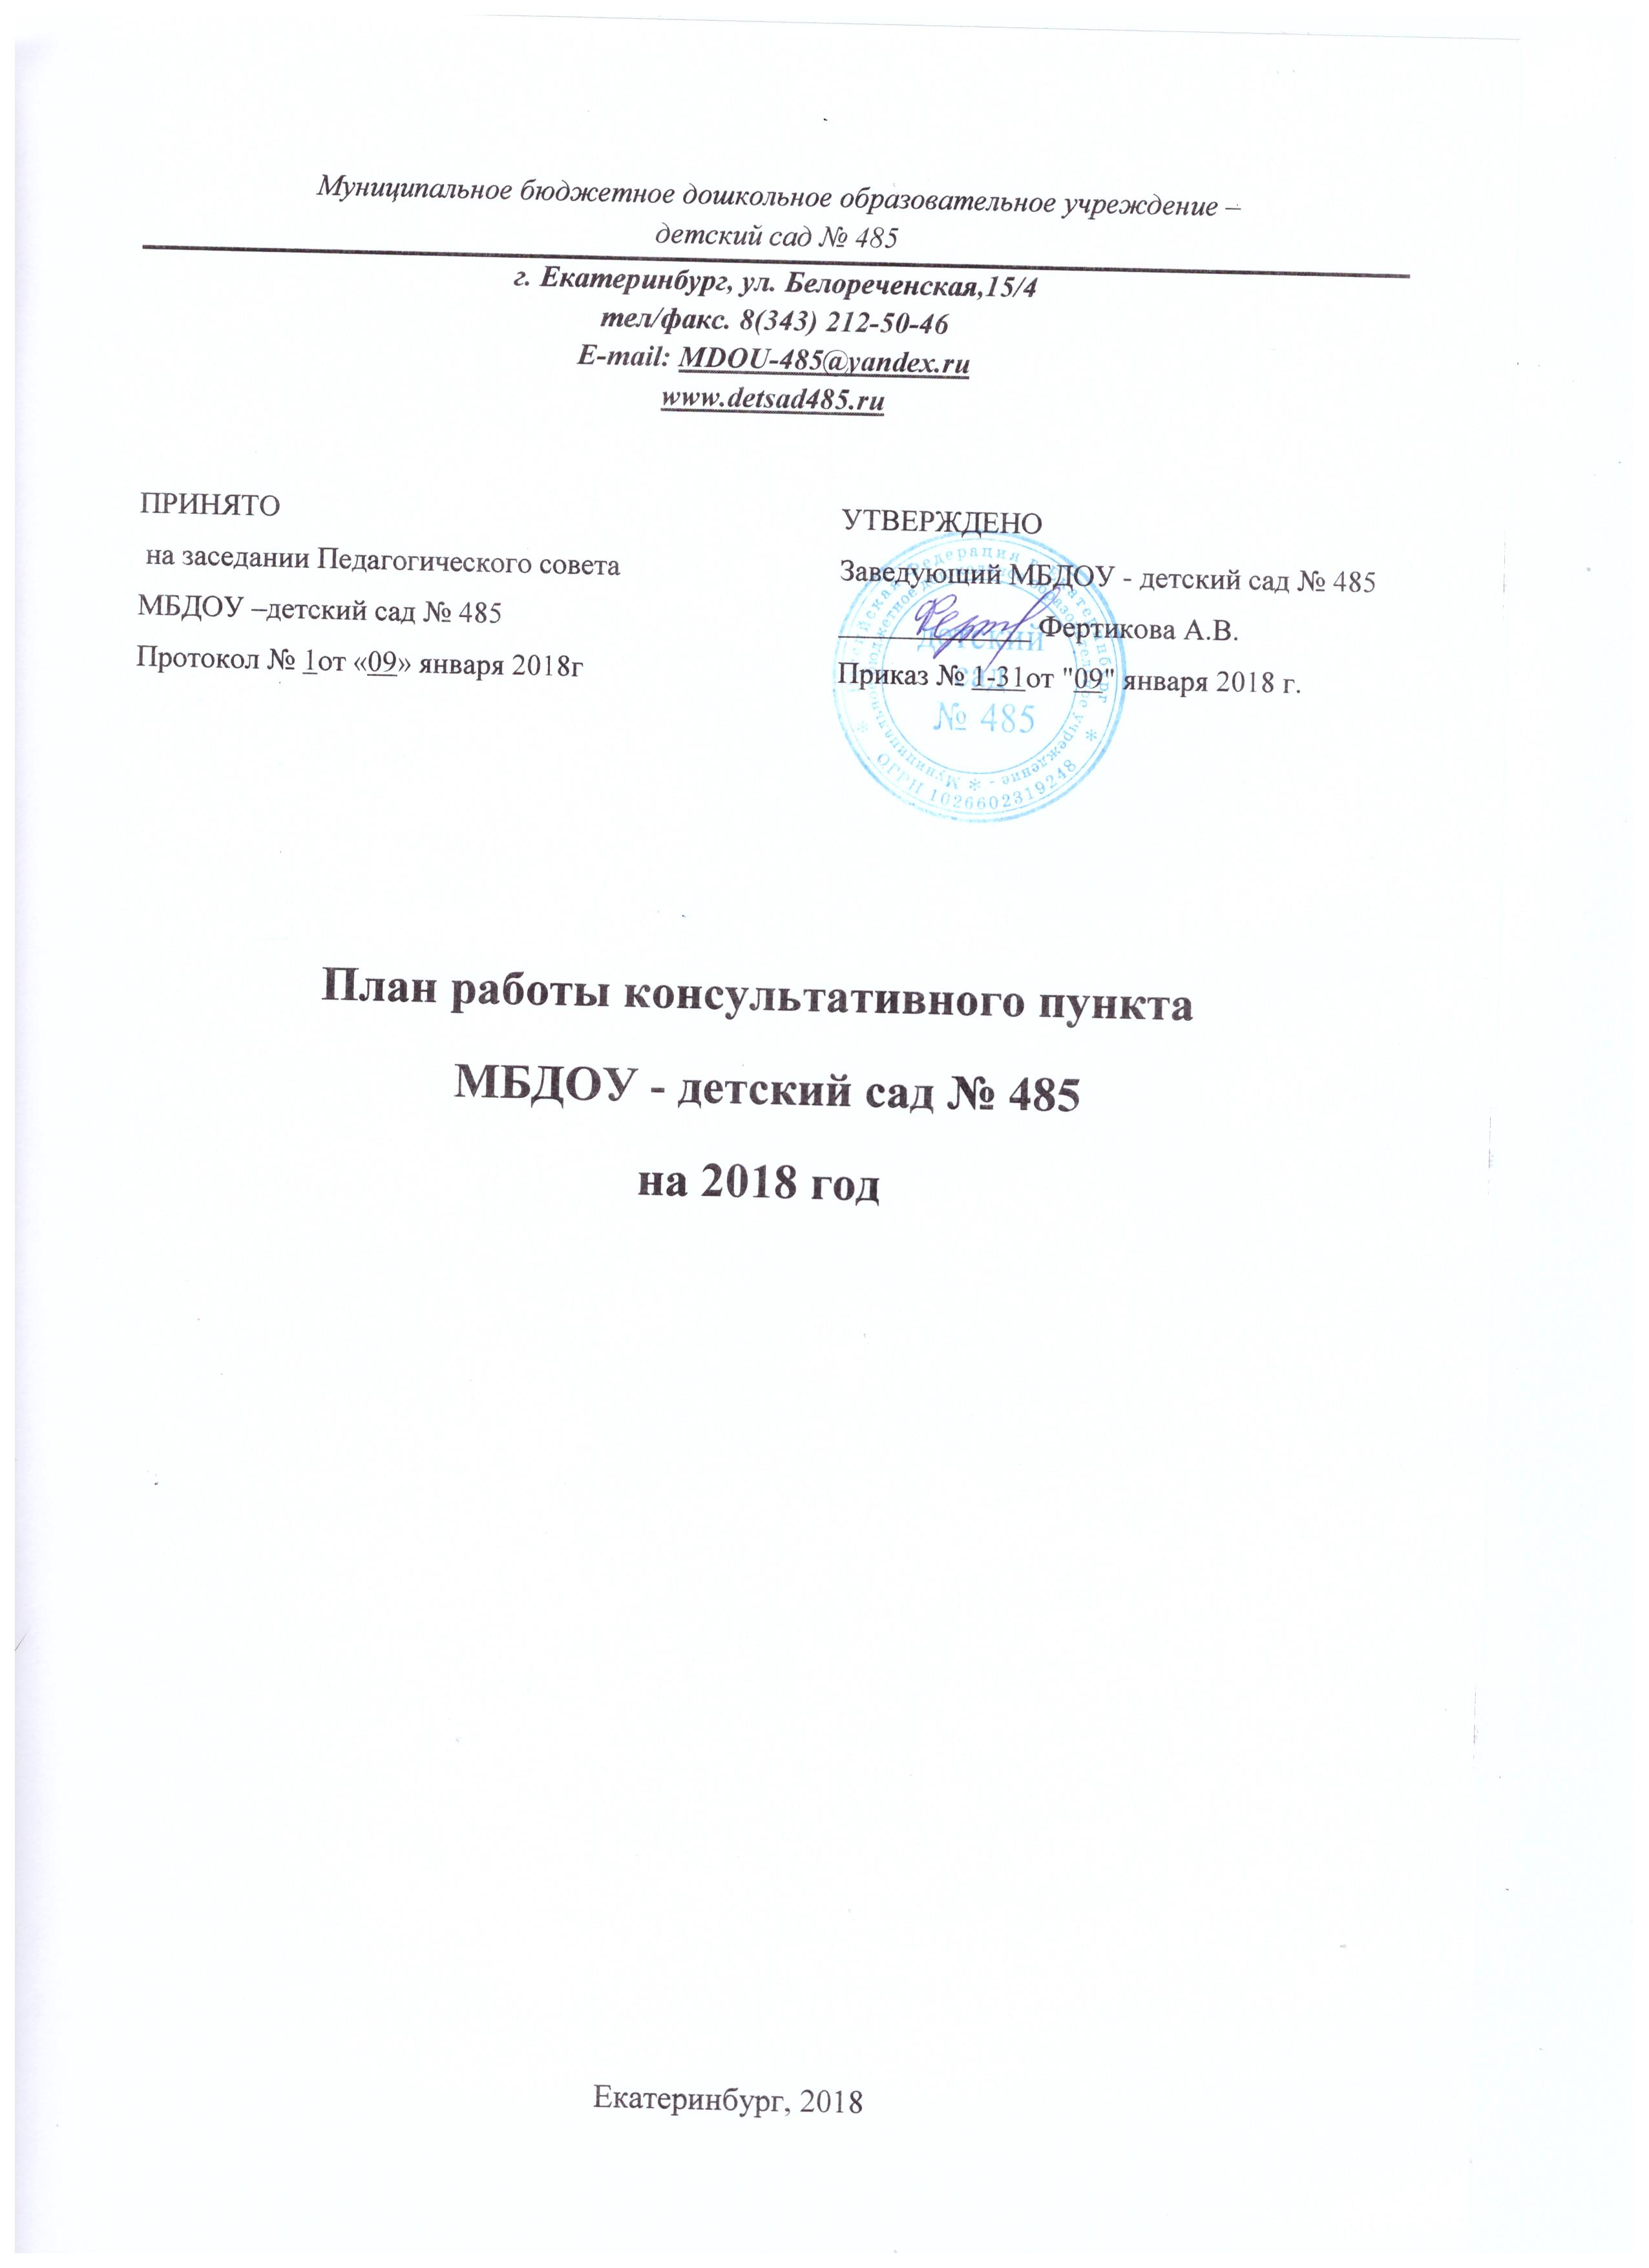 Муниципальное бюджетное дошкольное образовательное учреждение –
детский сад № 485
г. Екатеринбург, ул. Белореченская,15/4
тел/факс. 8(343) 212-50-46
E-mail: MDOU-485@yandex.ru
www.detsad485.ru
ПРИНЯТО
на заседании Педагогического совета
МБДОУ –детский сад № 485
Протокол № 1от «09» января 2018г
УТВЕРЖДЕНО
Заведующий МБДОУ - детский сад № 485
Фертикова А.В.
Приказ № 1-31от "09" января 2018 г.
детский
сад
№ 485
ОГРН 1026602319248
План работы консультативного пункта
МБДОУ - детский сад № 485
на 2018 год
Екатеринбург, 2018